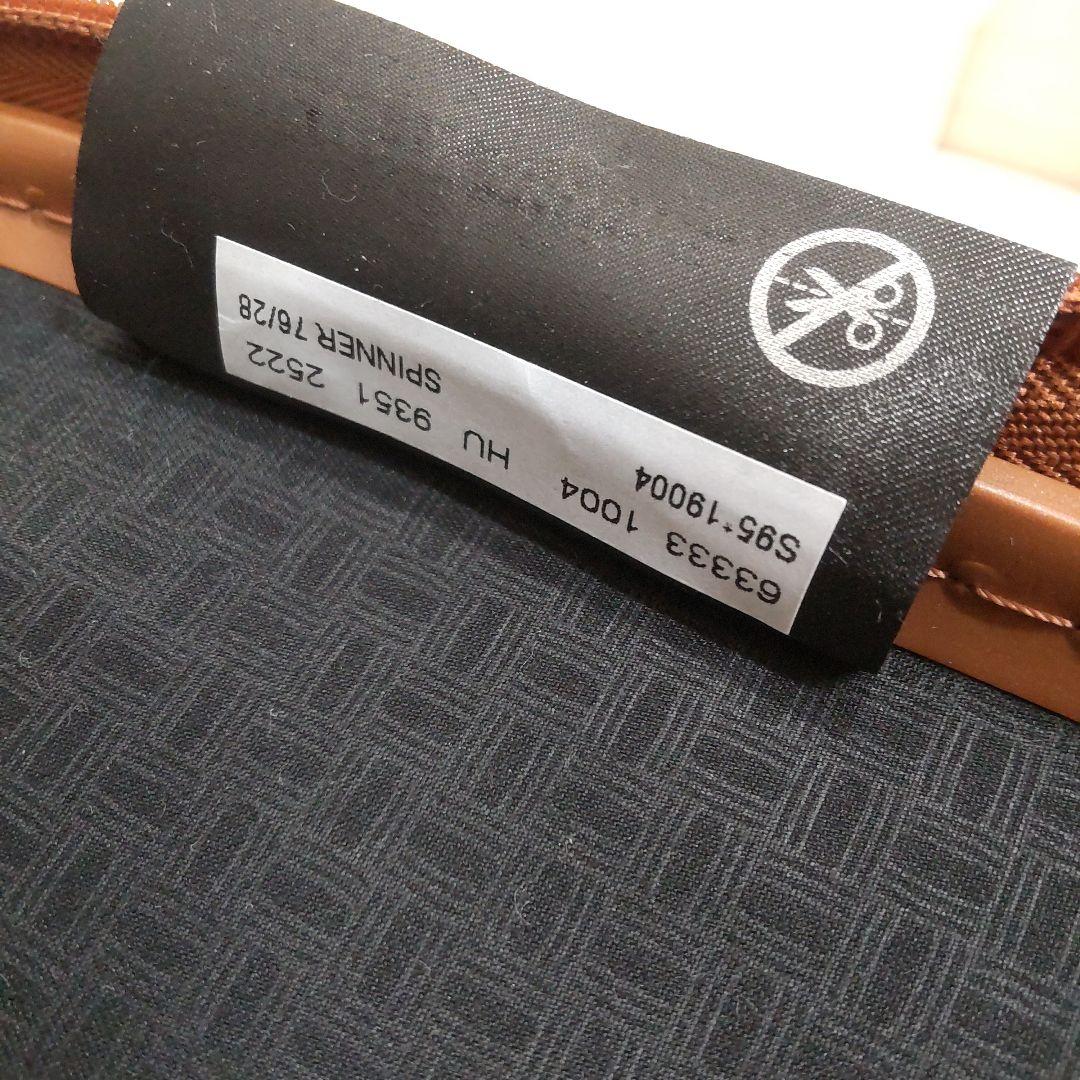 63333 1004 HU 9351 2522
S95*19004 SPINNER 76/28